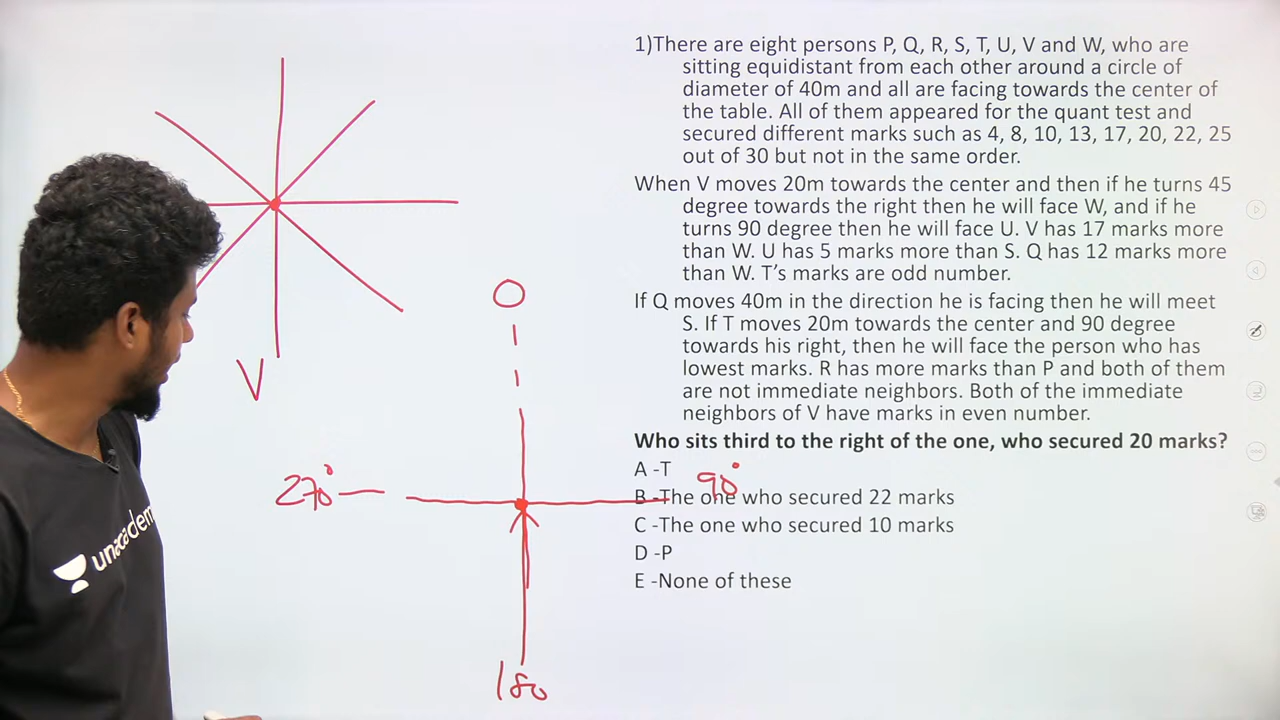 1)There are eight persons P, Q, R, S, T, U, V and W, who are
sitting equidistant from each other around a circle of
diameter of 40m and all are facing towards the center of
the table. All of them appeared for the quant test and
secured different marks such as 4, 8, 10, 13, 17, 20, 22, 25
out of 30 but not in the same order.
When V moves 20m towards the center and then if he turns 45
degree towards the right then he will face W, and if he
turns 90 degree then he will face U. V has 17 marks more
than W. U has 5 marks more than S. Q has 12 marks more
than W. T's marks are odd number.
If Q moves 40m in the direction he is facing then he will meet
S. If T moves 20m towards the center and 90 degree
towards his right, then he will face the person who has
lowest marks. R has more marks than P and both of them
are not immediate neighbors. Both of the immediate
neighbors of V have marks in even number.
Who sits third to the right of the one, who secured 20 marks?
A -T
B -The one who secured 22 marks
C -The one who secured 10 marks
D -P
E -None of these
V
0
270°
90°
180
unacadem